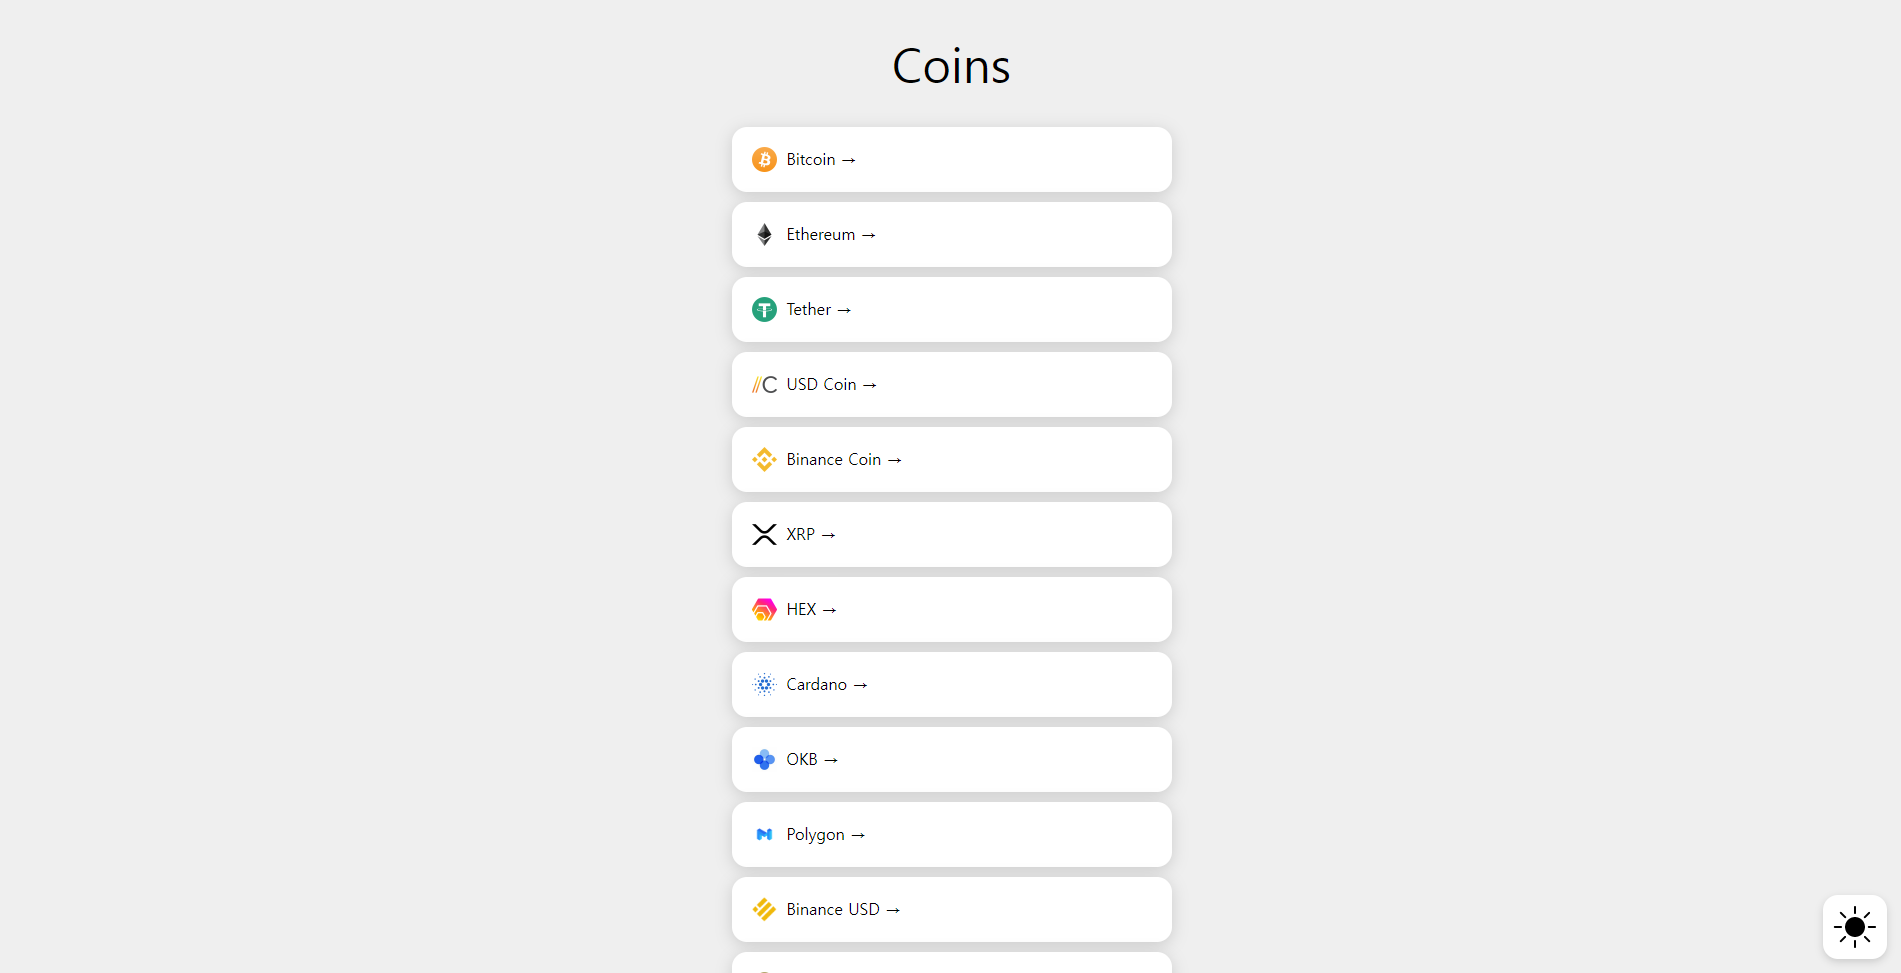 Coins
Bitcoin →
Ethereum →
Tether →
USD Coin →
Binance Coin →
XRP →
HEX →
Cardano →
OKB →
Polygon →
Binance USD →